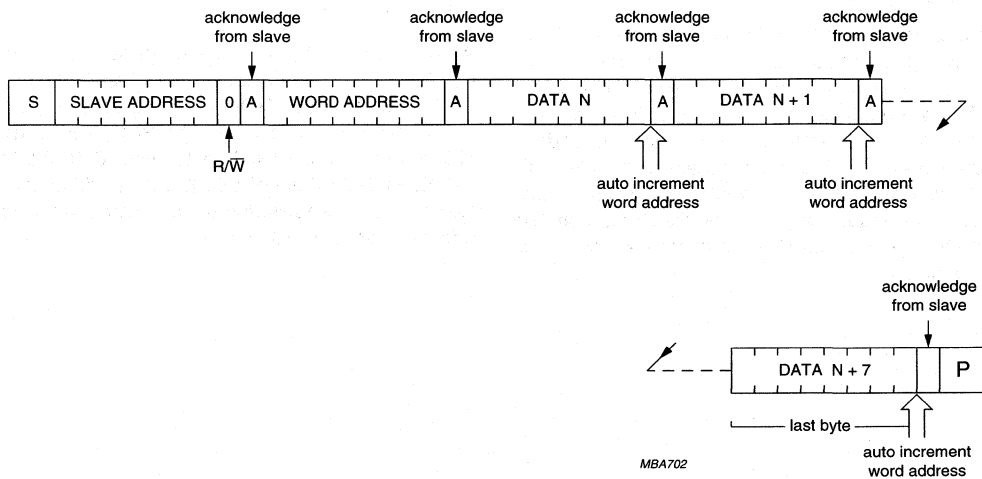 acknowledge from slave
acknowledge from slave
acknowledge from slave
acknowledge from slave
S SLAVE ADDRESS 0 A WORD ADDRESS A DATA N A DATA N + 1 A
R/W̅
auto increment word address
auto increment word address
acknowledge from slave
DATA N + 7 P
last byte
auto increment word address
MBA702